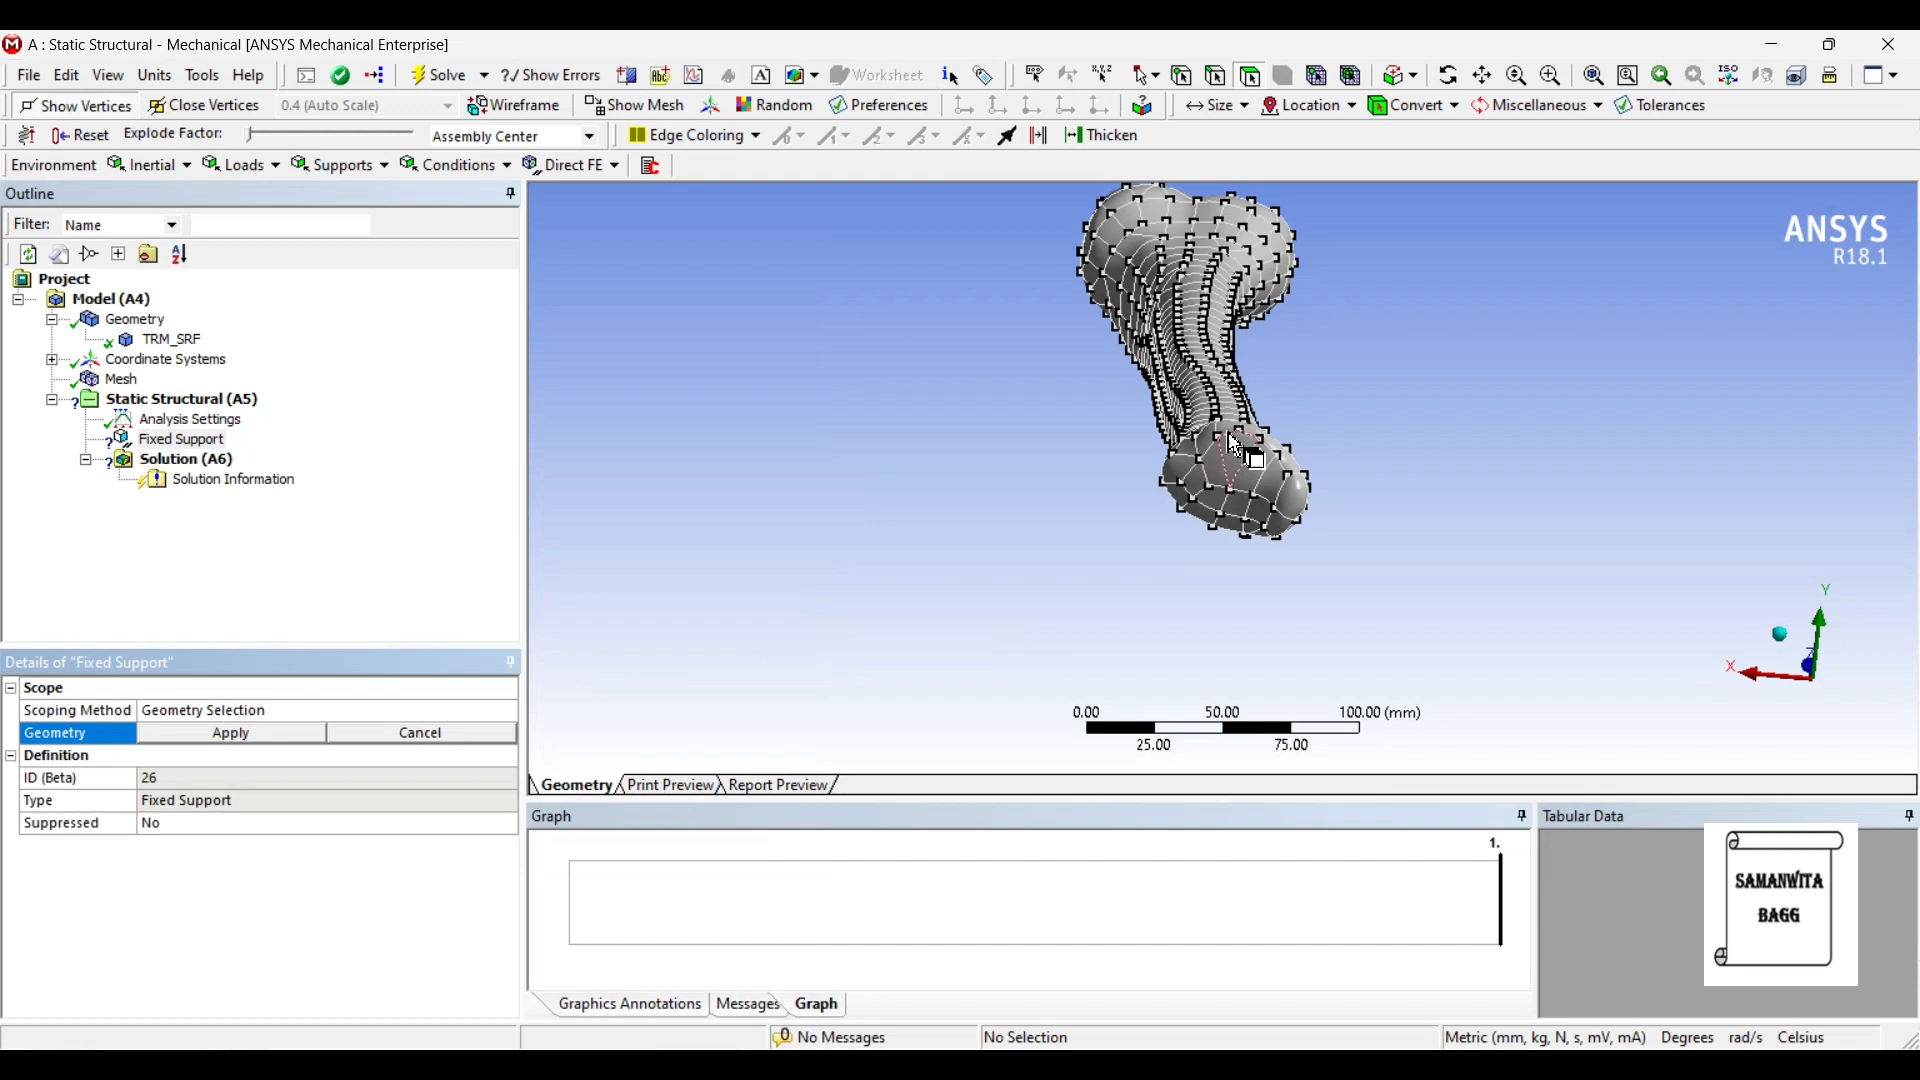 A : Static Structural - Mechanical [ANSYS Mechanical Enterprise]
File Edit View Units Tools Help Solve ?/ Show Errors Worksheet
Show Vertices Close Vertices 0.4 (Auto Scale) Wireframe Show Mesh Random Preferences Size Location Convert Miscellaneous Tolerances
Reset Explode Factor: Assembly Center Edge Coloring Thicken
Environment Inertial Loads Supports Conditions Direct FE
Outline
Filter: Name
Project
Model (A4)
Geometry
TRM_SRF
Coordinate Systems
Mesh
Static Structural (A5)
Analysis Settings
Fixed Support
Solution (A6)
Solution Information
Details of "Fixed Support"
Scope
Scoping Method Geometry Selection
Geometry Apply Cancel
Definition
ID (Beta) 26
Type Fixed Support
Suppressed No
ANSYS
R18.1
Y
X
Z
0.00 50.00 100.00 (mm)
25.00 75.00
Geometry Print Preview Report Preview
Graph
1.
Tabular Data
SAMANWITA
BAGG
Graphics Annotations Messages Graph
0 No Messages No Selection Metric (mm, kg, N, s, mV, mA) Degrees rad/s Celsius